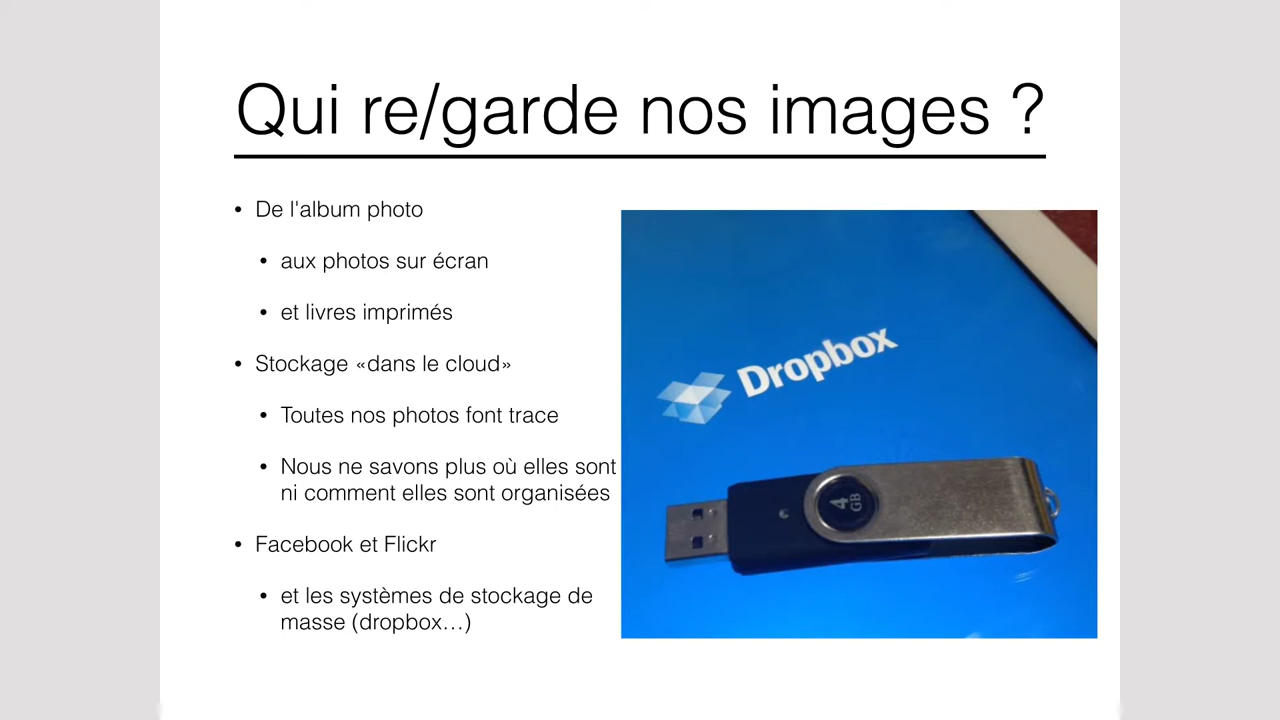 Qui re/garde nos images ?
• De l'album photo
• aux photos sur écran
• et livres imprimés
• Stockage «dans le cloud»
• Toutes nos photos font trace
• Nous ne savons plus où elles sont
ni comment elles sont organisées
• Facebook et Flickr
• et les systèmes de stockage de
masse (dropbox…)
Dropbox
4
GB